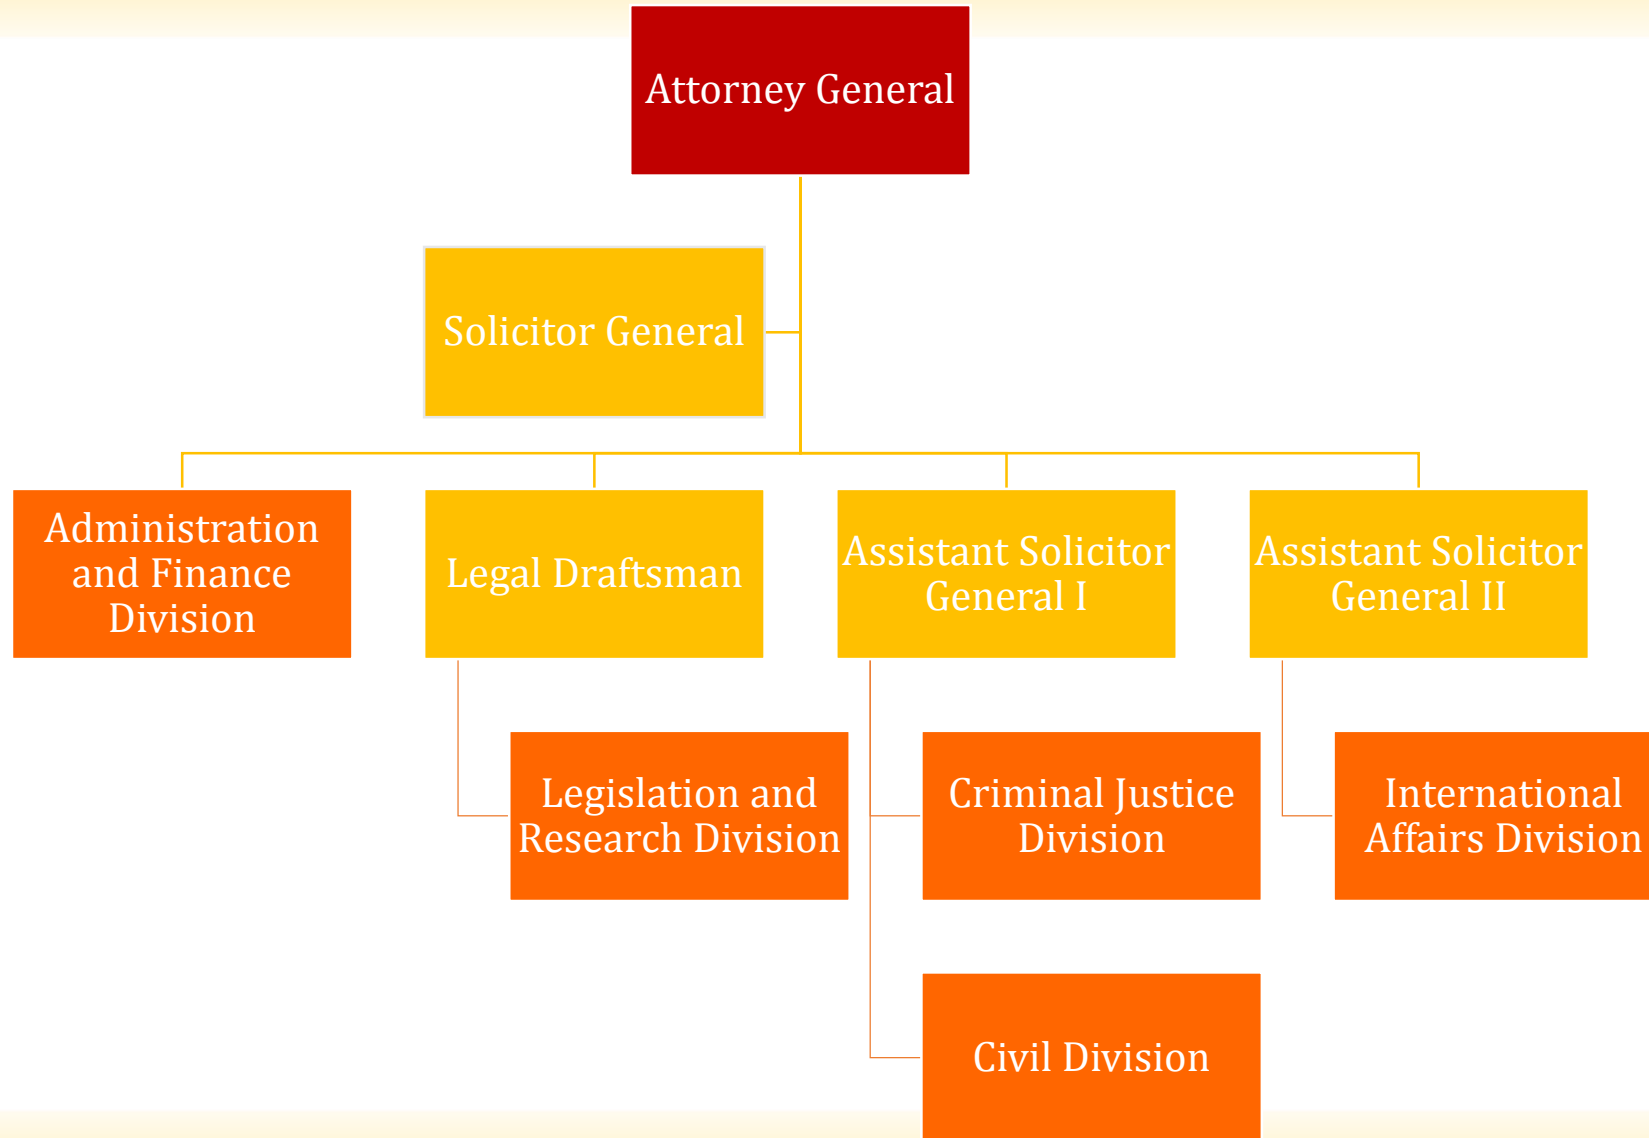 Attorney General
Solicitor General
Administration
and Finance
Division
Legal Draftsman
Assistant Solicitor
General I
Assistant Solicitor
General II
Legislation and
Research Division
Criminal Justice
Division
International
Affairs Division
Civil Division